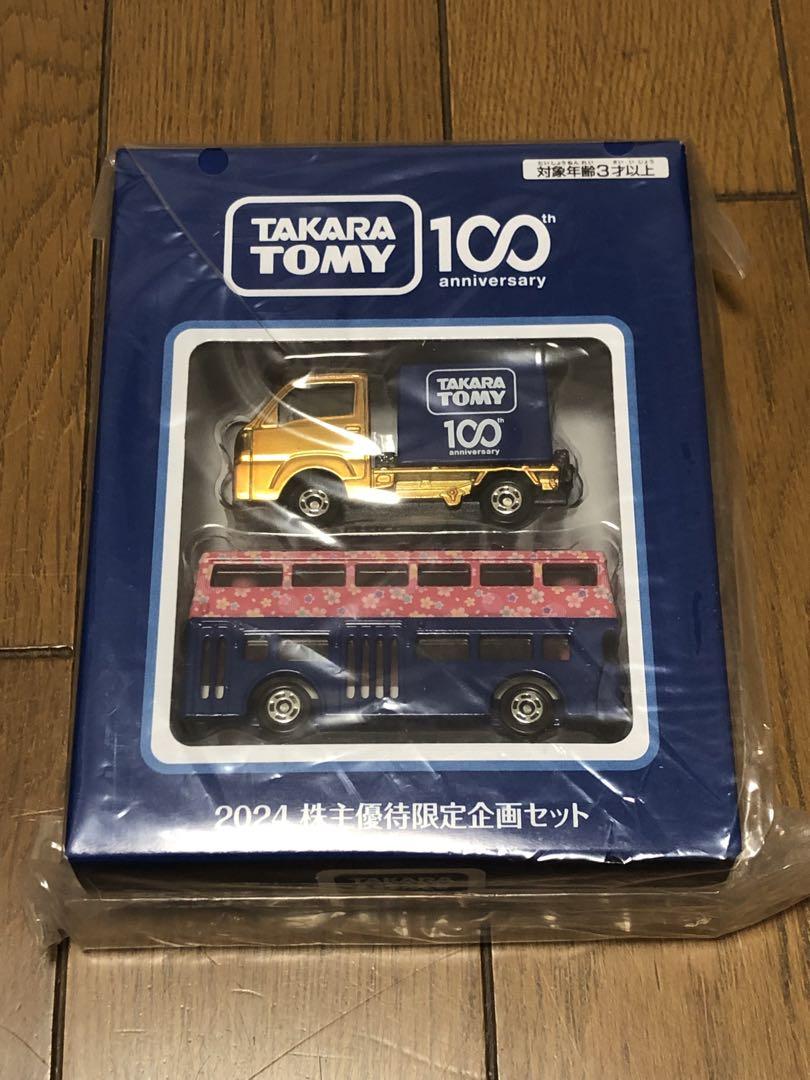 たいしょうねんれい さい いじょう
対象年齢3才以上
TAKARA
TOMY
100th
anniversary
TAKARA
TOMY
100th
anniversary
2024 株主優待限定企画セット
TAKARA
TOMY